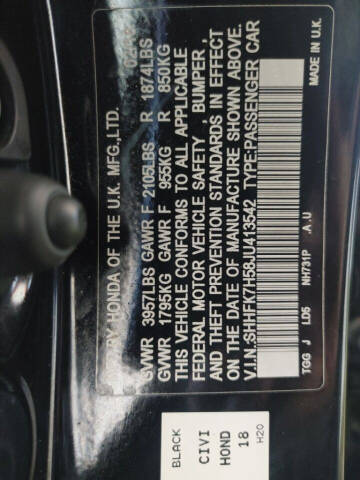 BY HONDA OF THE U.K. MFG.,LTD.
GVWR 3957LBS GAWR F 2105LBS R 1874LBS
GVWR 1795KG GAWR F 955KG R 850KG
THIS VEHICLE CONFORMS TO ALL APPLICABLE
FEDERAL MOTOR VEHICLE SAFETY , BUMPER ,
AND THEFT PREVENTION STANDARDS IN EFFECT
ON THE DATE OF MANUFACTURE SHOWN ABOVE.
V.I.N.:SHHFK7H58JU413542 TYPE:PASSENGER CAR
TGG J LD5 NH731P .A.U MADE IN U.K.
BLACK
CIVI
HOND
18
H20